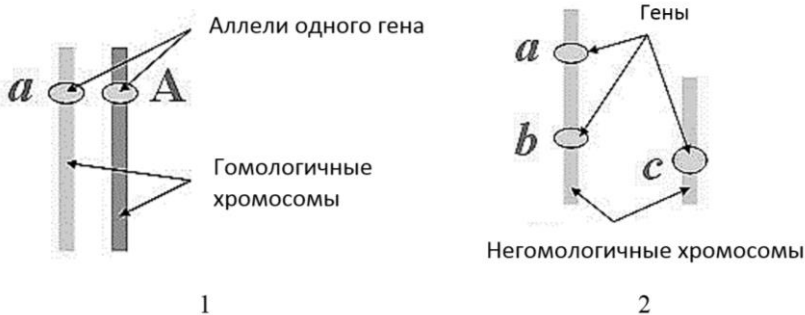 Аллели одного гена
a A
Гомологичные
хромосомы
1
Гены
a
b
c
Негомологичные хромосомы
2